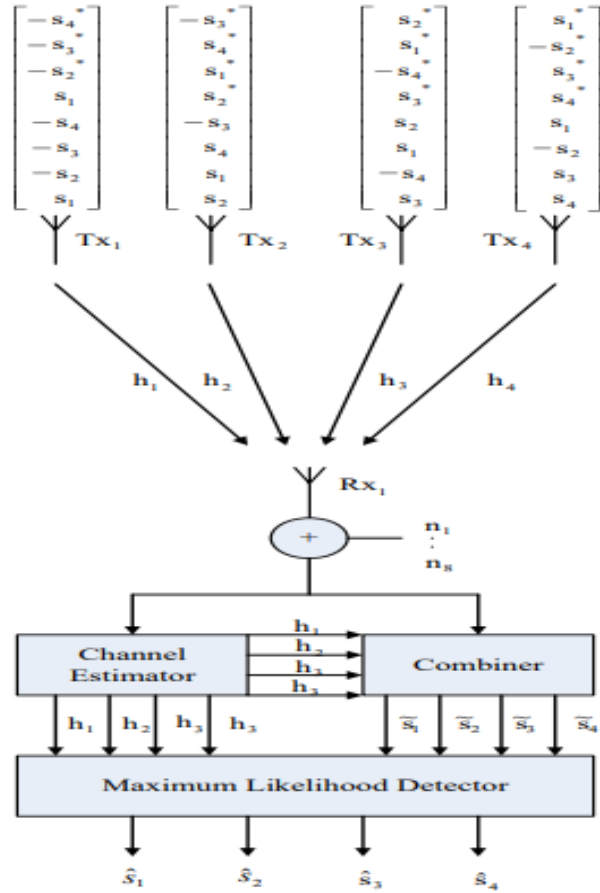 − s₄* − s₃* s₂* s₁*
− s₃* s₄* s₁* − s₂*
− s₂* s₁* − s₄* s₃*
s₁ s₂* s₃* s₄*
− s₄ − s₃ s₂ s₁
− s₃ s₄ s₁ − s₂
− s₂ s₁ − s₄ s₃
s₁ s₂ s₃ s₄
Tx₁ Tx₂ Tx₃ Tx₄
h₁ h₂ h₃ h₄
Rx₁
+
n₁
:
n₈
Channel Estimator
h₁
h₂
h₃
h₃
Combiner
h₁ h₂ h₃ h₃ s̃₁ s̃₂ s̃₃ s̃₄
Maximum Likelihood Detector
ŝ₁ ŝ₂ ŝ₃ ŝ₄